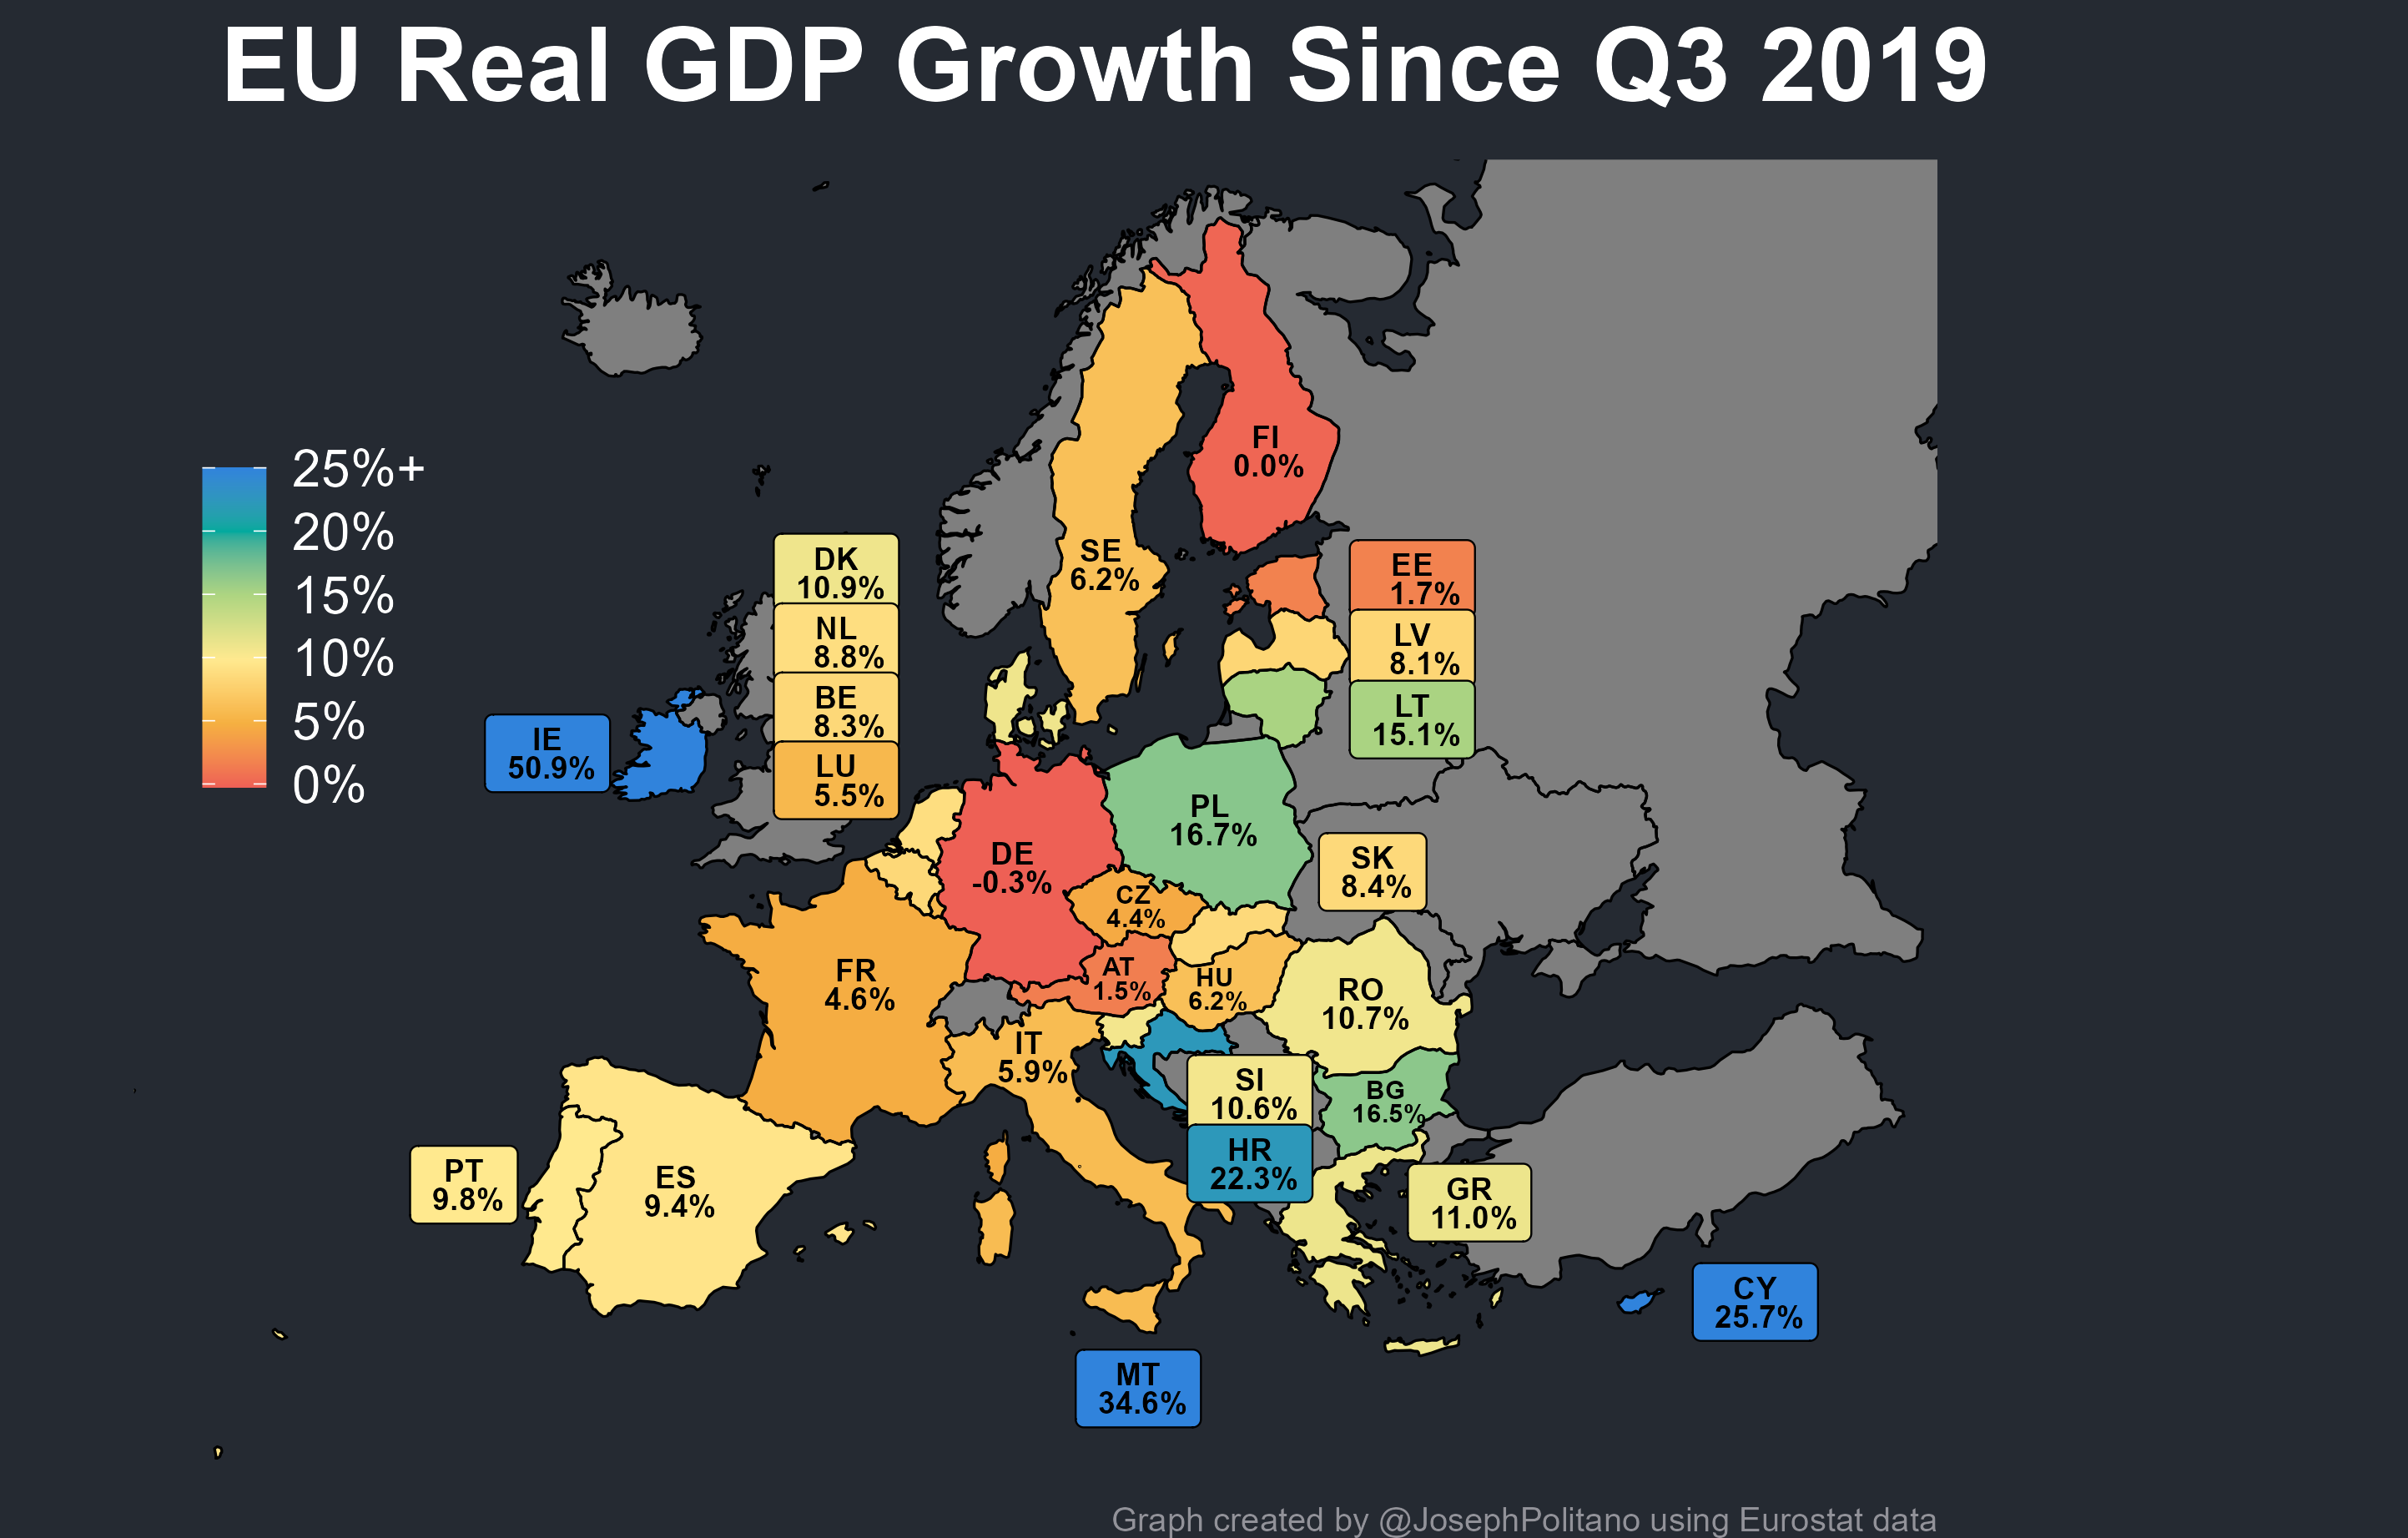 EU Real GDP Growth Since Q3 2019
25%+
20%
15%
10%
5%
0%
FI
0.0%
SE
6.2%
DK
10.9%
NL
8.8%
BE
8.3%
LU
5.5%
EE
1.7%
LV
8.1%
LT
15.1%
IE
50.9%
PL
16.7%
DE
-0.3%
SK
8.4%
CZ
4.4%
FR
4.6%
AT
1.5%
HU
6.2%
RO
10.7%
IT
5.9%
SI
10.6%
BG
16.5%
HR
22.3%
PT
9.8%
ES
9.4%
GR
11.0%
CY
25.7%
MT
34.6%
Graph created by @JosephPolitano using Eurostat data